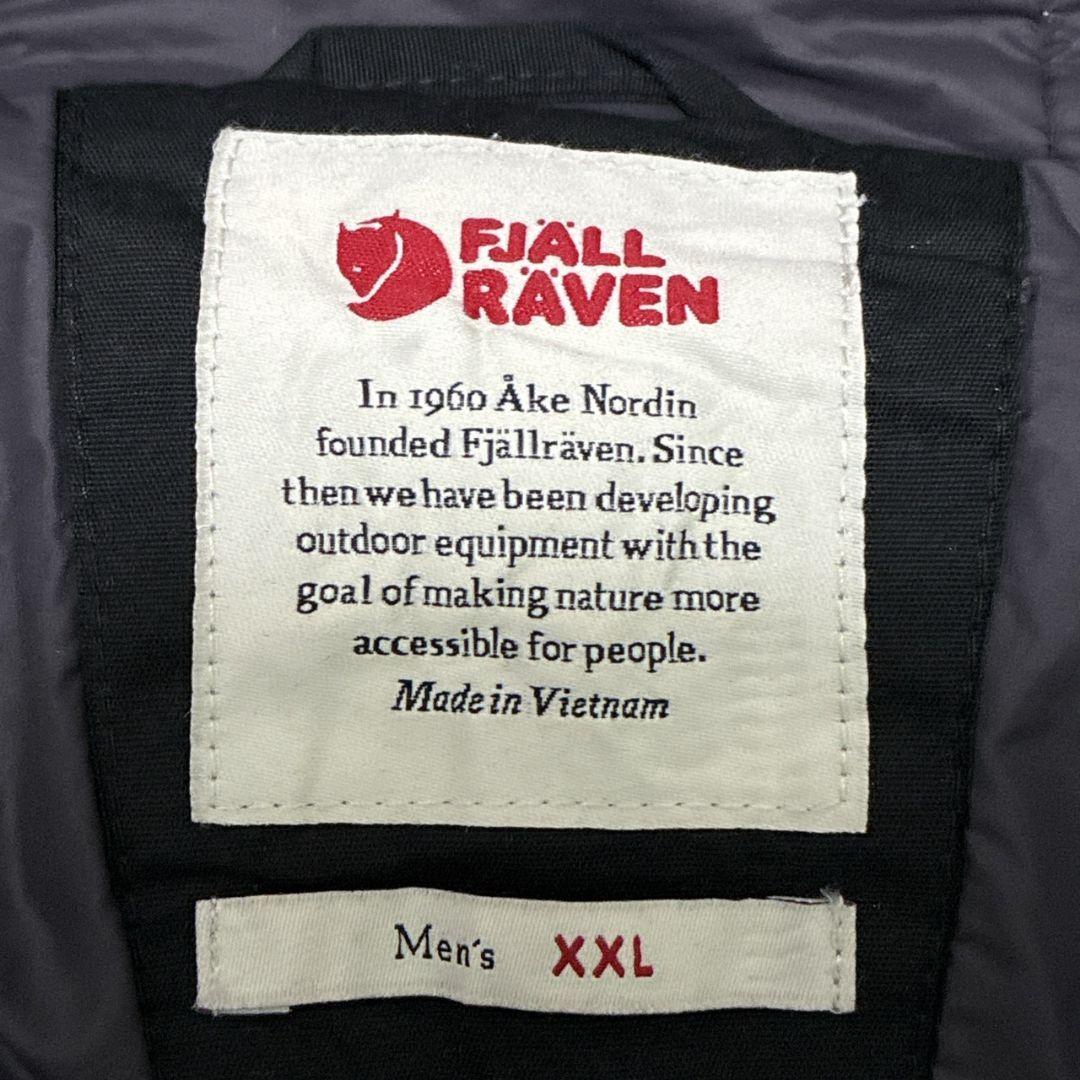 FJÄLL
RÄVEN
In 1960 Åke Nordin
founded Fjällräven. Since
then we have been developing
outdoor equipment with the
goal of making nature more
accessible for people.
Made in Vietnam
Men's XXL